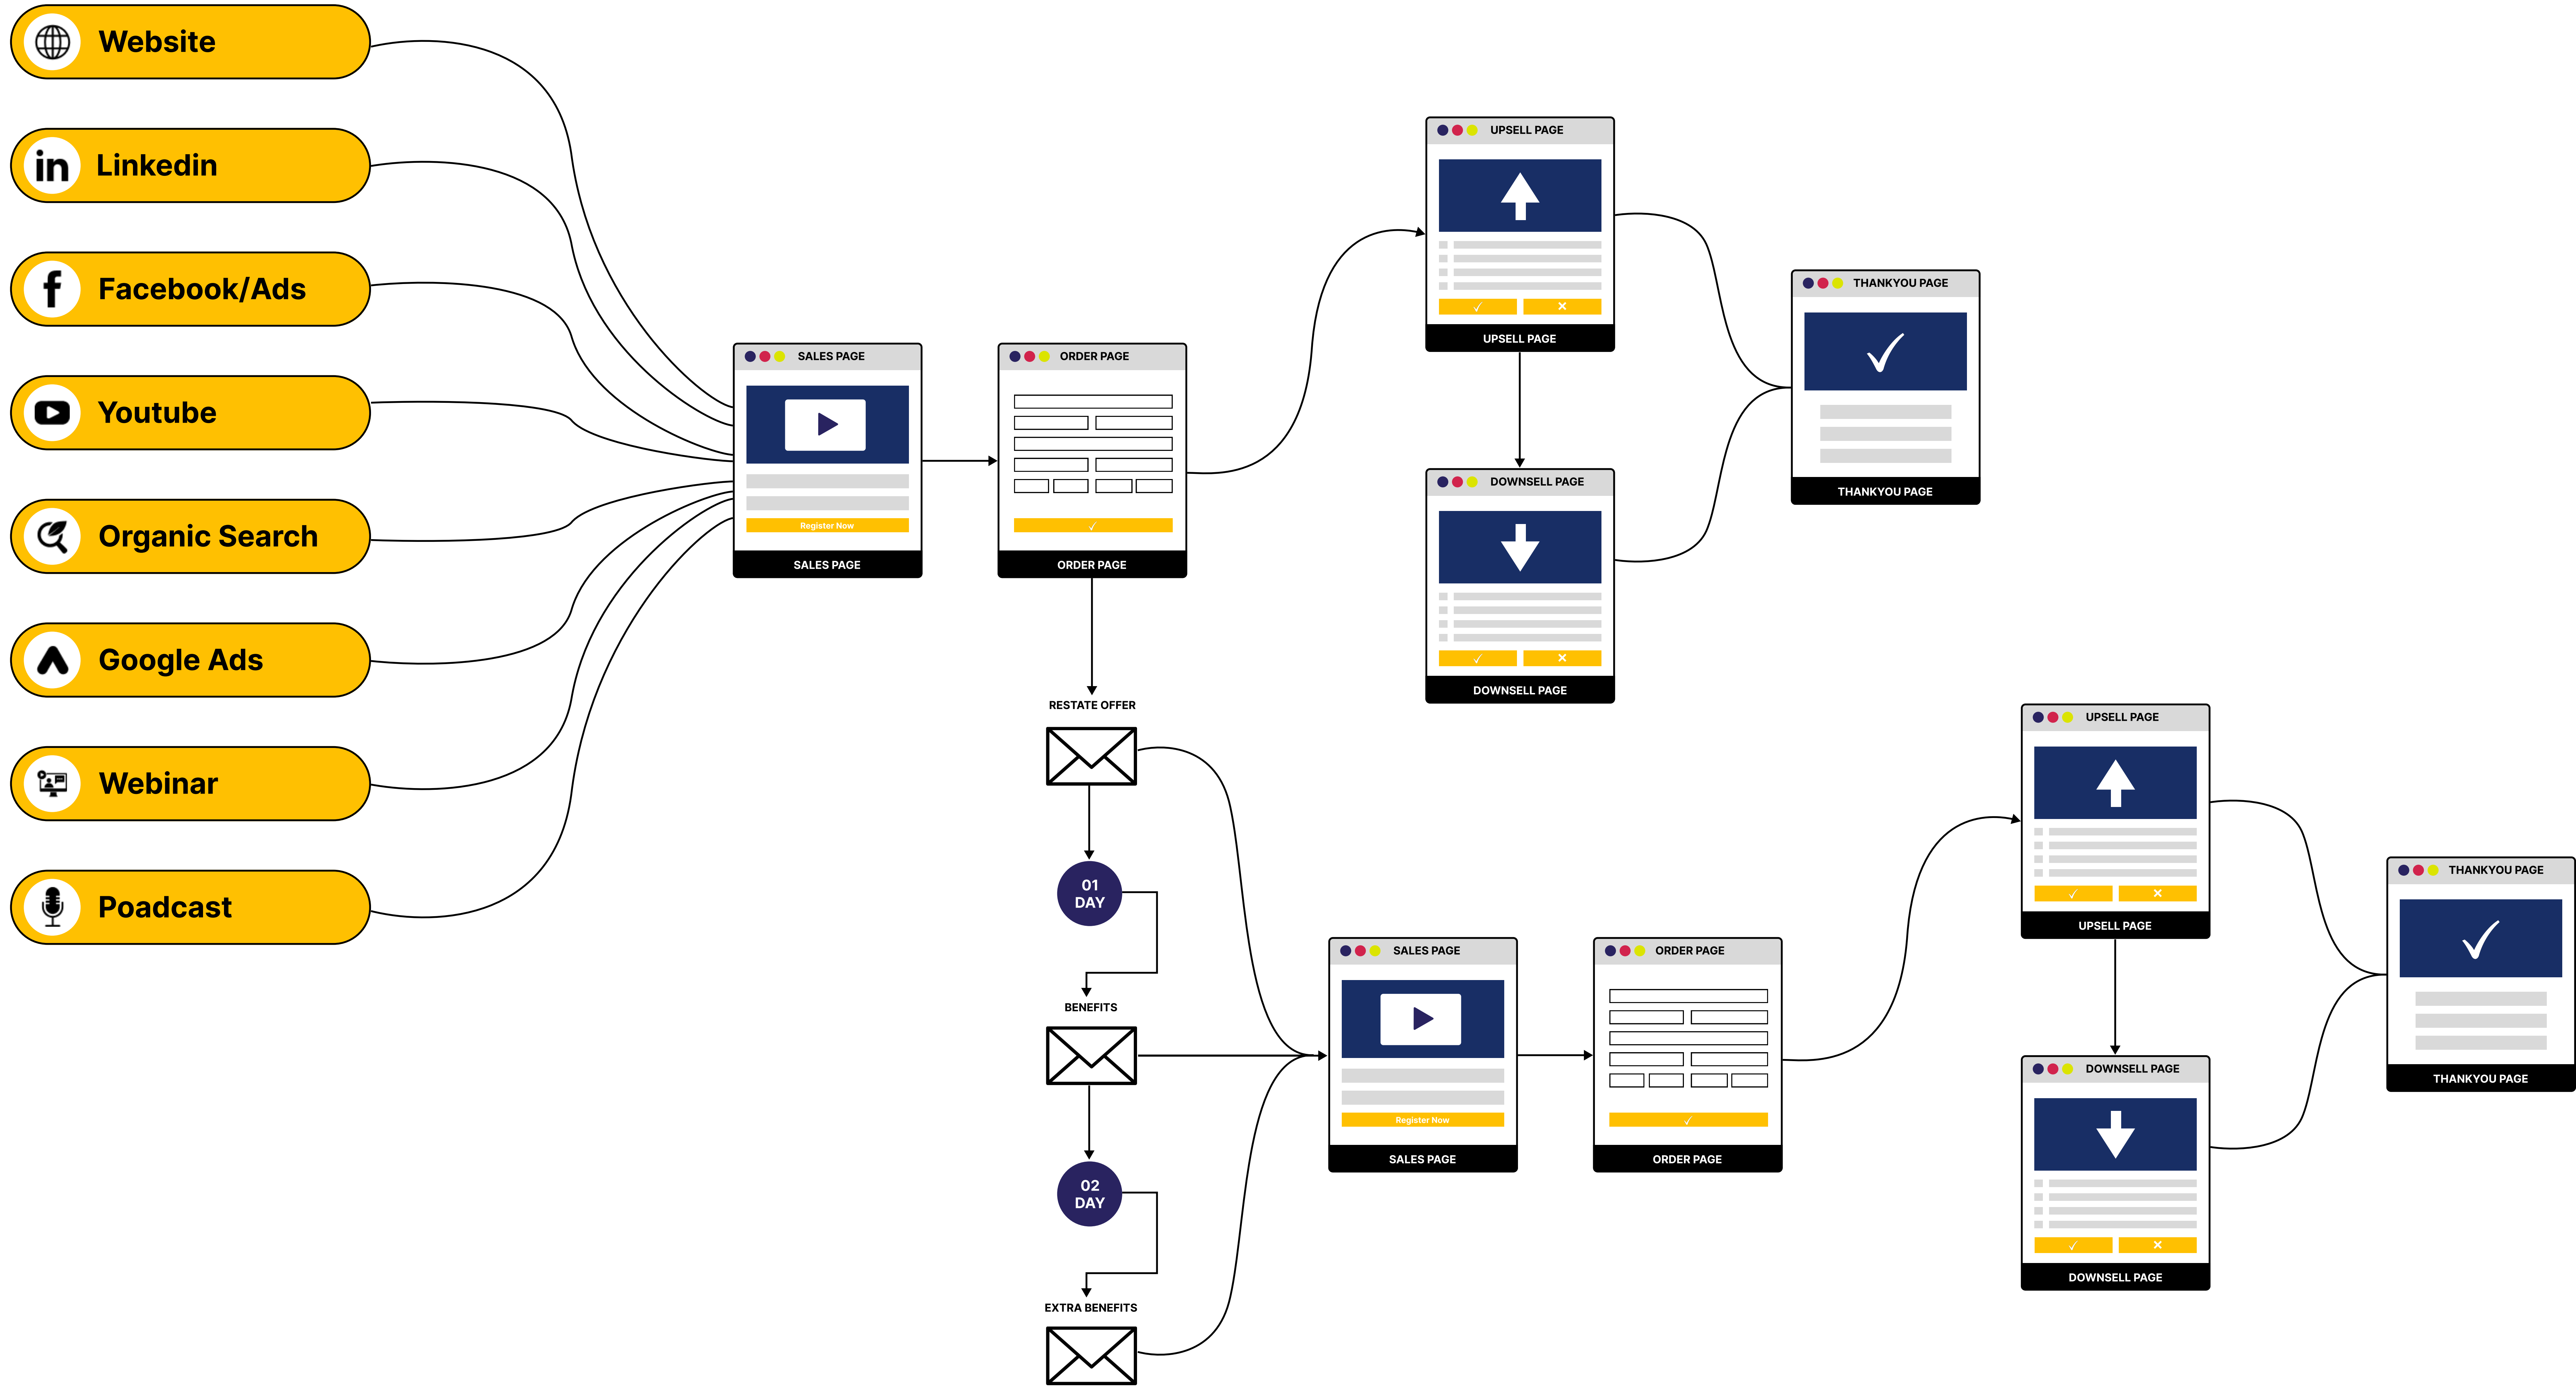 Website
Linkedin
Facebook/Ads
Youtube
Organic Search
Google Ads
Webinar
Poadcast
SALES PAGE
Register Now
SALES PAGE
ORDER PAGE
ORDER PAGE
UPSELL PAGE
UPSELL PAGE
DOWNSELL PAGE
DOWNSELL PAGE
THANKYOU PAGE
THANKYOU PAGE
RESTATE OFFER
01
DAY
BENEFITS
02
DAY
EXTRA BENEFITS
SALES PAGE
Register Now
SALES PAGE
ORDER PAGE
ORDER PAGE
UPSELL PAGE
UPSELL PAGE
DOWNSELL PAGE
DOWNSELL PAGE
THANKYOU PAGE
THANKYOU PAGE